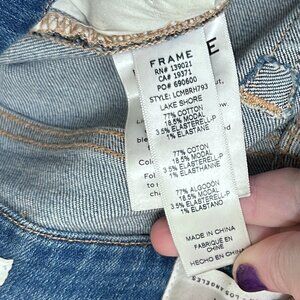 FRAME
RN# 139021
CA# 19371
PO# 690600
STYLE: LCMBRH793
LAKE SHORE
77% COTTON
18.5% MODAL
3.5% ELASTERELL-P
1% ELASTANE
77% COTON
18.5% MODAL
3.5% ELASTERELL-P
1% ELASTHANNE
77% ALGODÓN
18.5% MODAL
3.5% ELASTERELL-P
1% ELASTANO
MADE IN CHINA
FABRIQUÉ EN
CHINE
HECHO EN CHINA